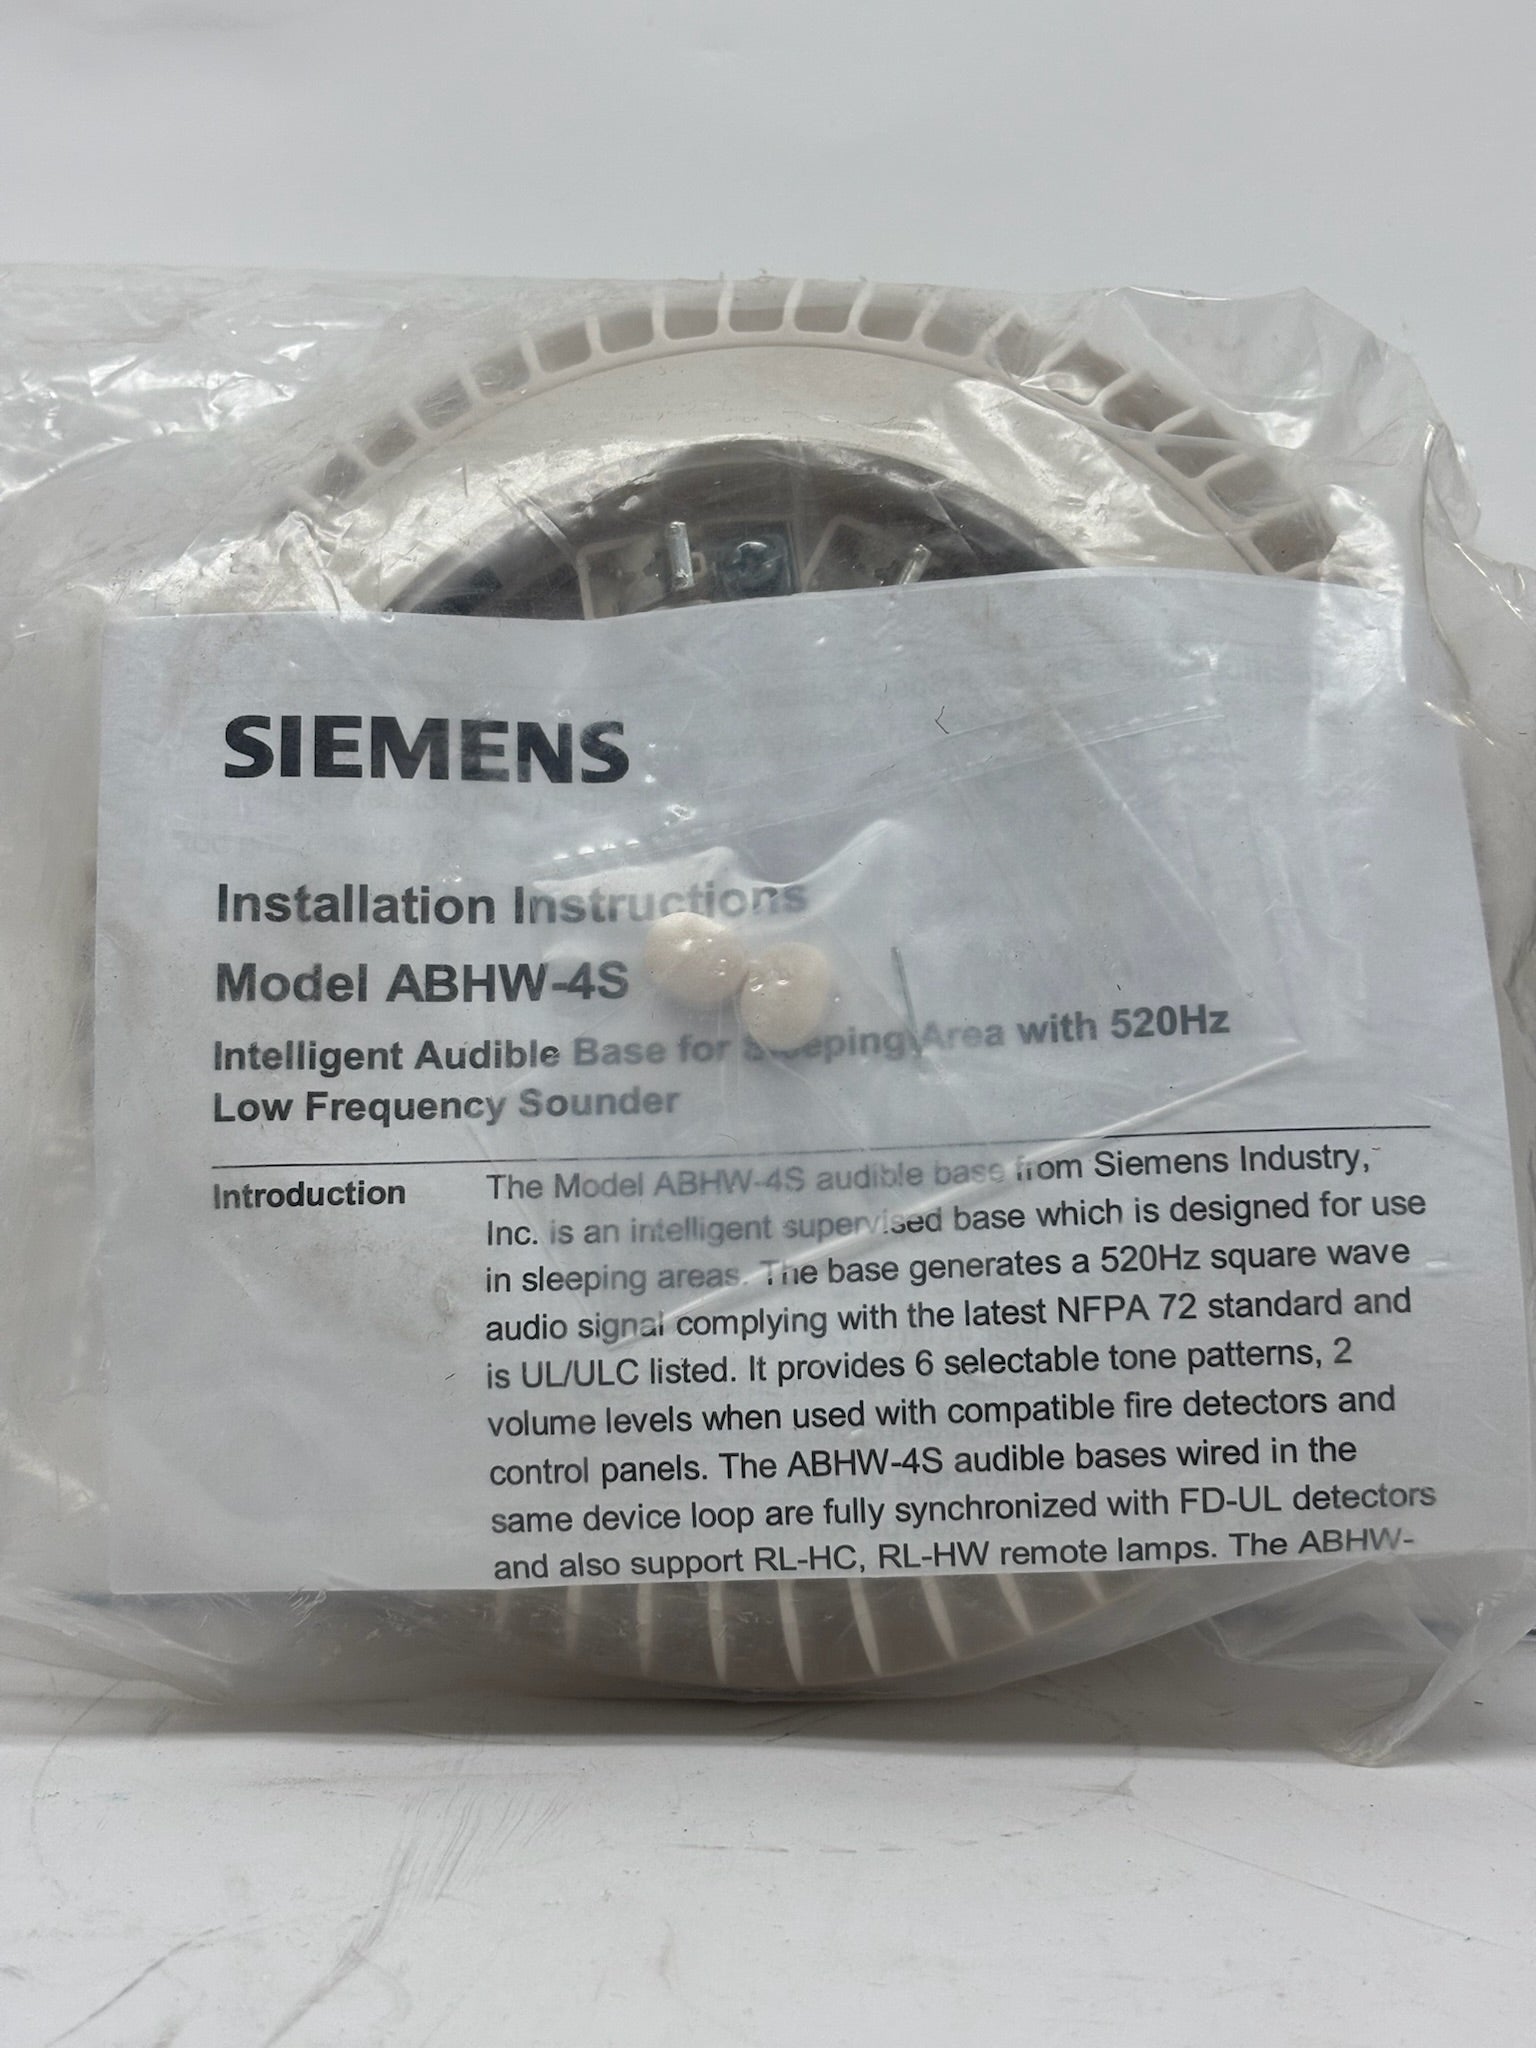 SIEMENS
Installation Instructions
Model ABHW-4S
Intelligent Audible Base for Sleeping Area with 520Hz
Low Frequency Sounder
Introduction
The Model ABHW-4S audible base from Siemens Industry,
Inc. is an intelligent supervised base which is designed for use
in sleeping areas. The base generates a 520Hz square wave
audio signal complying with the latest NFPA 72 standard and
is UL/ULC listed. It provides 6 selectable tone patterns, 2
volume levels when used with compatible fire detectors and
control panels. The ABHW-4S audible bases wired in the
same device loop are fully synchronized with FD-UL detectors
and also support RL-HC, RL-HW remote lamps. The ABHW-